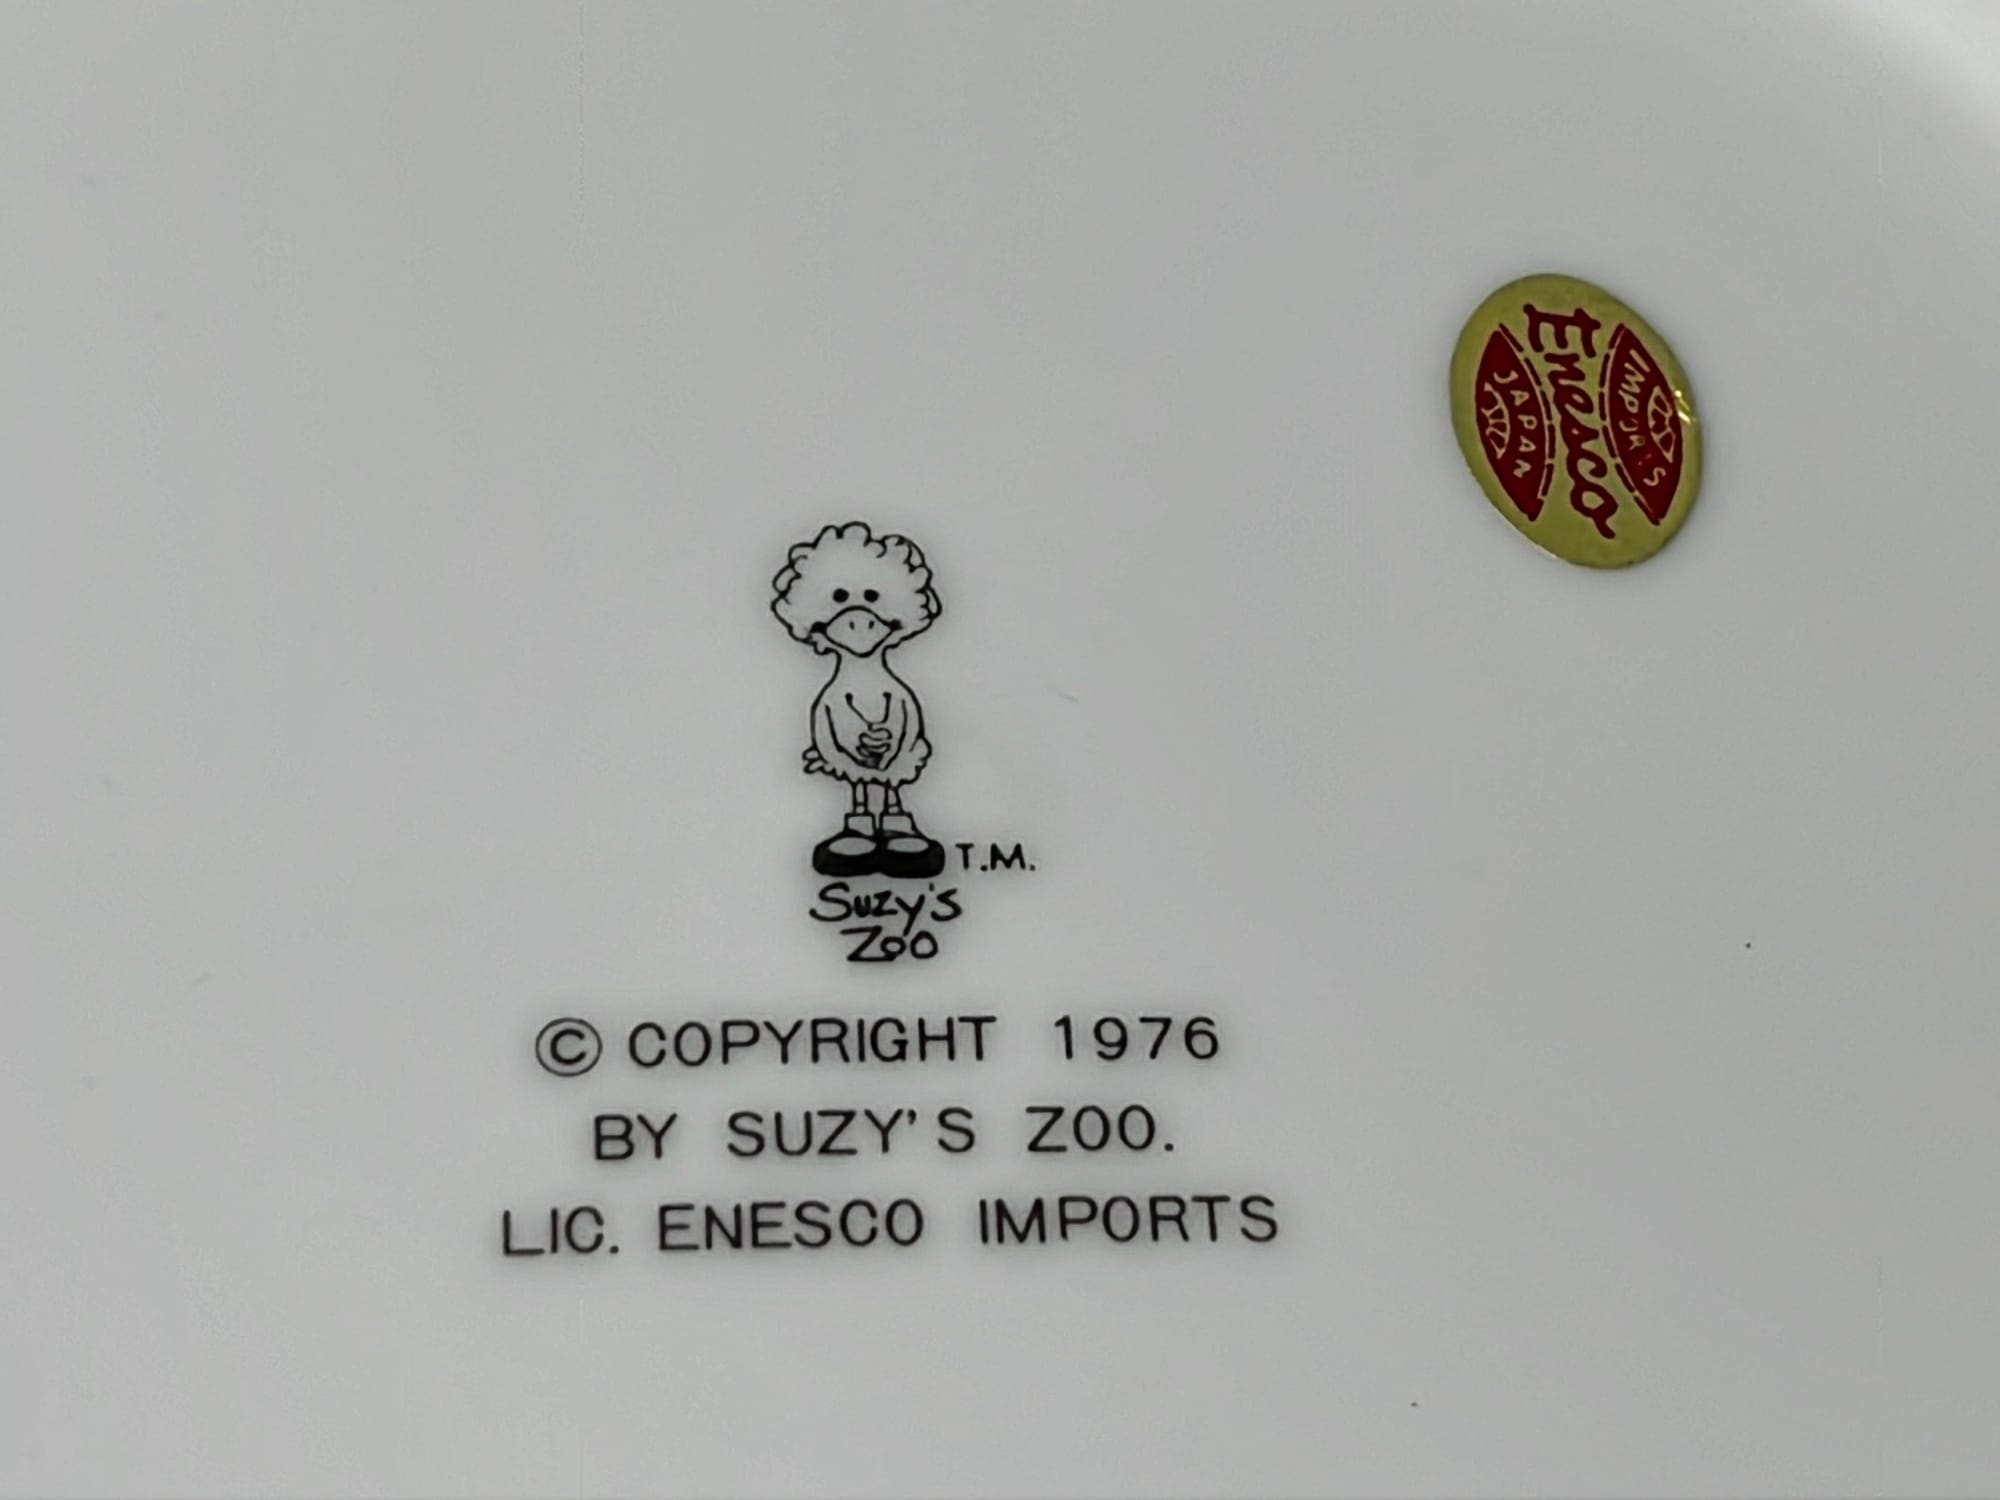 T.M.
Suzy's
Zoo
© COPYRIGHT 1976
BY SUZY'S ZOO.
LIC. ENESCO IMPORTS
IMPORTS
Enesco
JAPAN